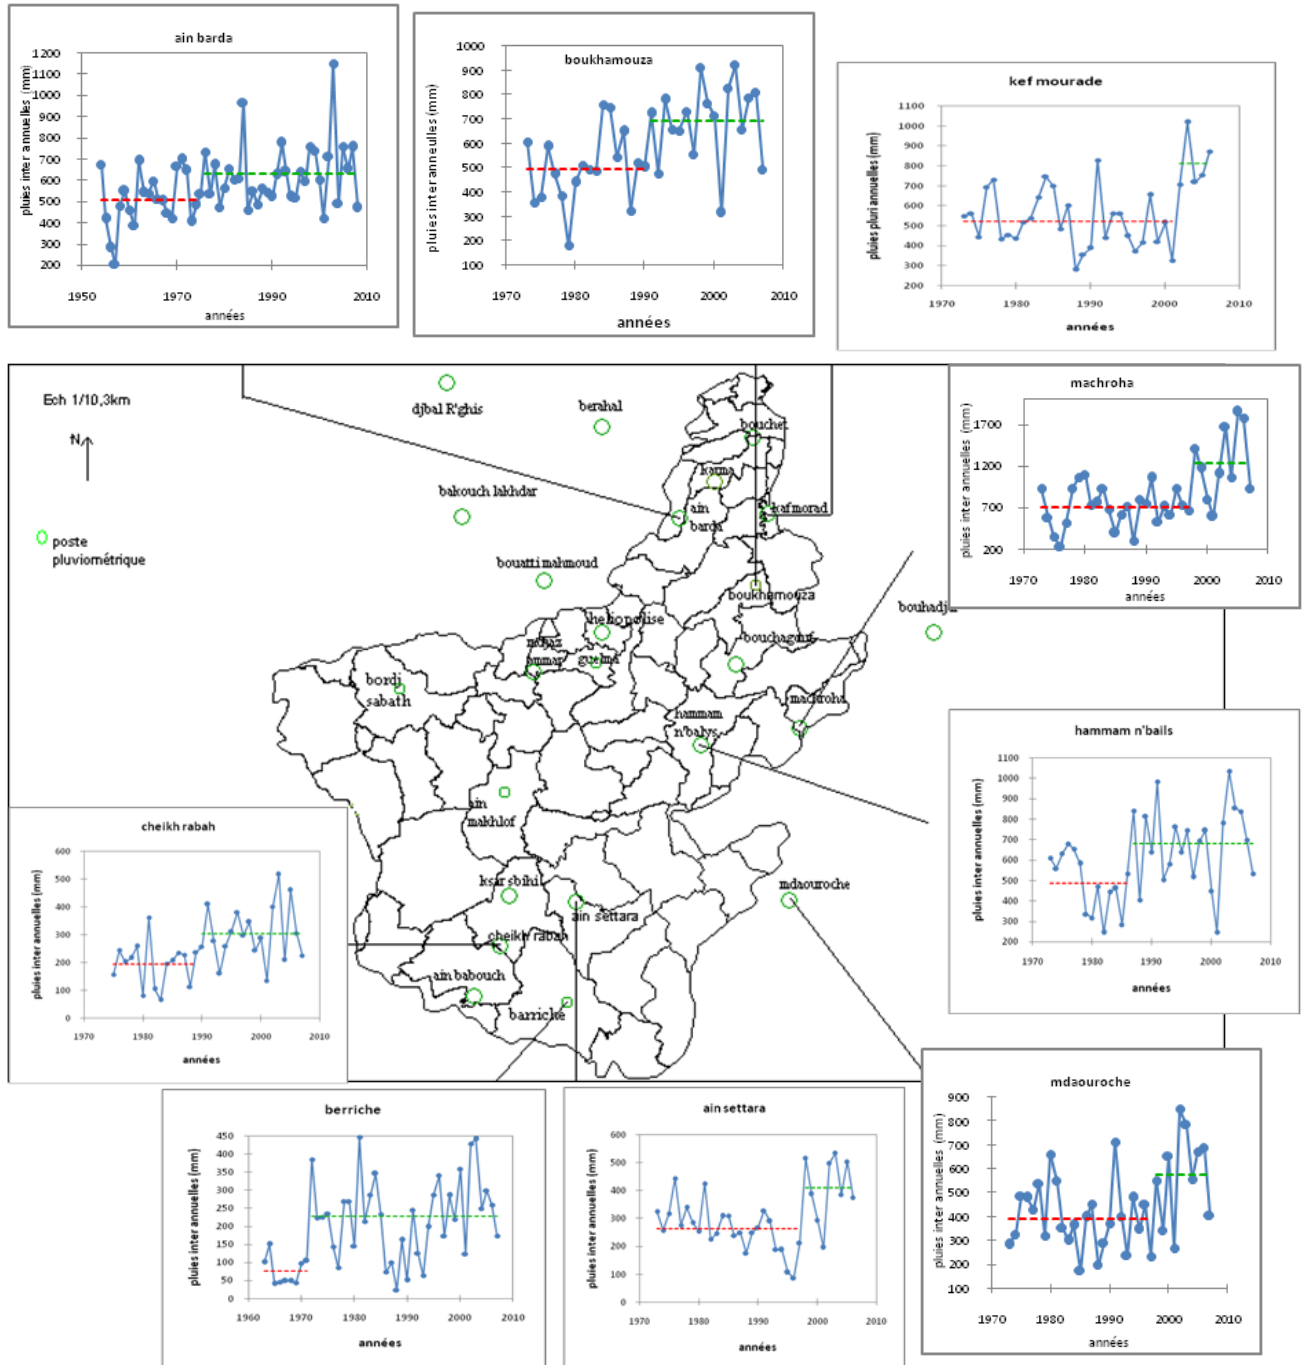 ain barda
pluies inter annuelles (mm)
1200
1100
1000
900
800
700
600
500
400
300
200
1950
1970
1990
2010
années
boukhamouza
pluies inter anneulles (mm)
1000
900
800
700
600
500
400
300
200
100
1970
1980
1990
2000
2010
années
kef mourade
pluies pluri annuelles (mm)
1100
1000
900
800
700
600
500
400
300
200
1970
1980
1990
2000
2010
années
Ech 1/10,3km
N
poste
pluviométrique
djbal R'ghis
berahal
bouchet
karma
bakouch lakhdar
ain
barda
kafmorad
bouatti mahmoud
boukhamouza
bouhadja
heliopolise
bouchagouf
guelma
bordj
sabath
machroha
hammam
n'balys
ain
makhlof
ksar sbihi
mdaouroche
ain settara
cheikh rabah
ain babouch
barriche
machroha
pluies inter annuelles (mm)
1700
1200
700
200
1970
1980
1990
2000
2010
années
hammam n'bails
pluies inter annuelles (mm)
1100
1000
900
800
700
600
500
400
300
200
1970
1980
1990
2000
2010
années
cheikh rabah
pluies inter annuelles (mm)
600
500
400
300
200
100
0
1970
1980
1990
2000
2010
années
berriche
pluies inter annuelles (mm)
450
400
350
300
250
200
150
100
50
0
1960
1970
1980
1990
2000
2010
années
ain settara
pluies inter annuelles (mm)
600
500
400
300
200
100
0
1970
1980
1990
2000
2010
années
mdaouroche
pluies inter annuelles (mm)
900
800
700
600
500
400
300
200
100
1970
1980
1990
2000
2010
années